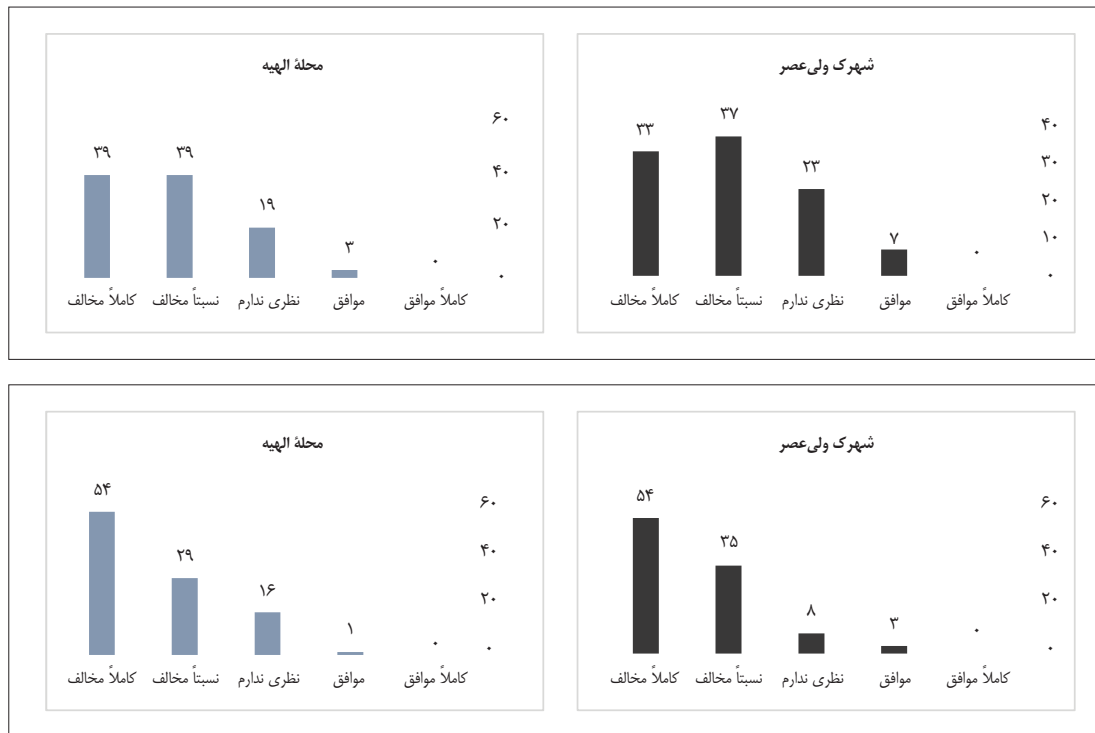 شهرک ولی‌عصر
۴۰
۳۰
۲۰
۱۰
۰
۰
۷
۲۳
۳۷
۳۳
کاملاً موافق
موافق
نظری ندارم
نسبتاً مخالف
کاملاً مخالف
محلهٔ الهیه
۶۰
۴۰
۲۰
۰
۰
۳
۱۹
۳۹
۳۹
کاملاً موافق
موافق
نظری ندارم
نسبتاً مخالف
کاملاً مخالف
شهرک ولی‌عصر
۶۰
۴۰
۲۰
۰
۰
۳
۸
۳۵
۵۴
کاملاً موافق
موافق
نظری ندارم
نسبتاً مخالف
کاملاً مخالف
محلهٔ الهیه
۶۰
۴۰
۲۰
۰
۰
۱
۱۶
۲۹
۵۴
کاملاً موافق
موافق
نظری ندارم
نسبتاً مخالف
کاملاً مخالف